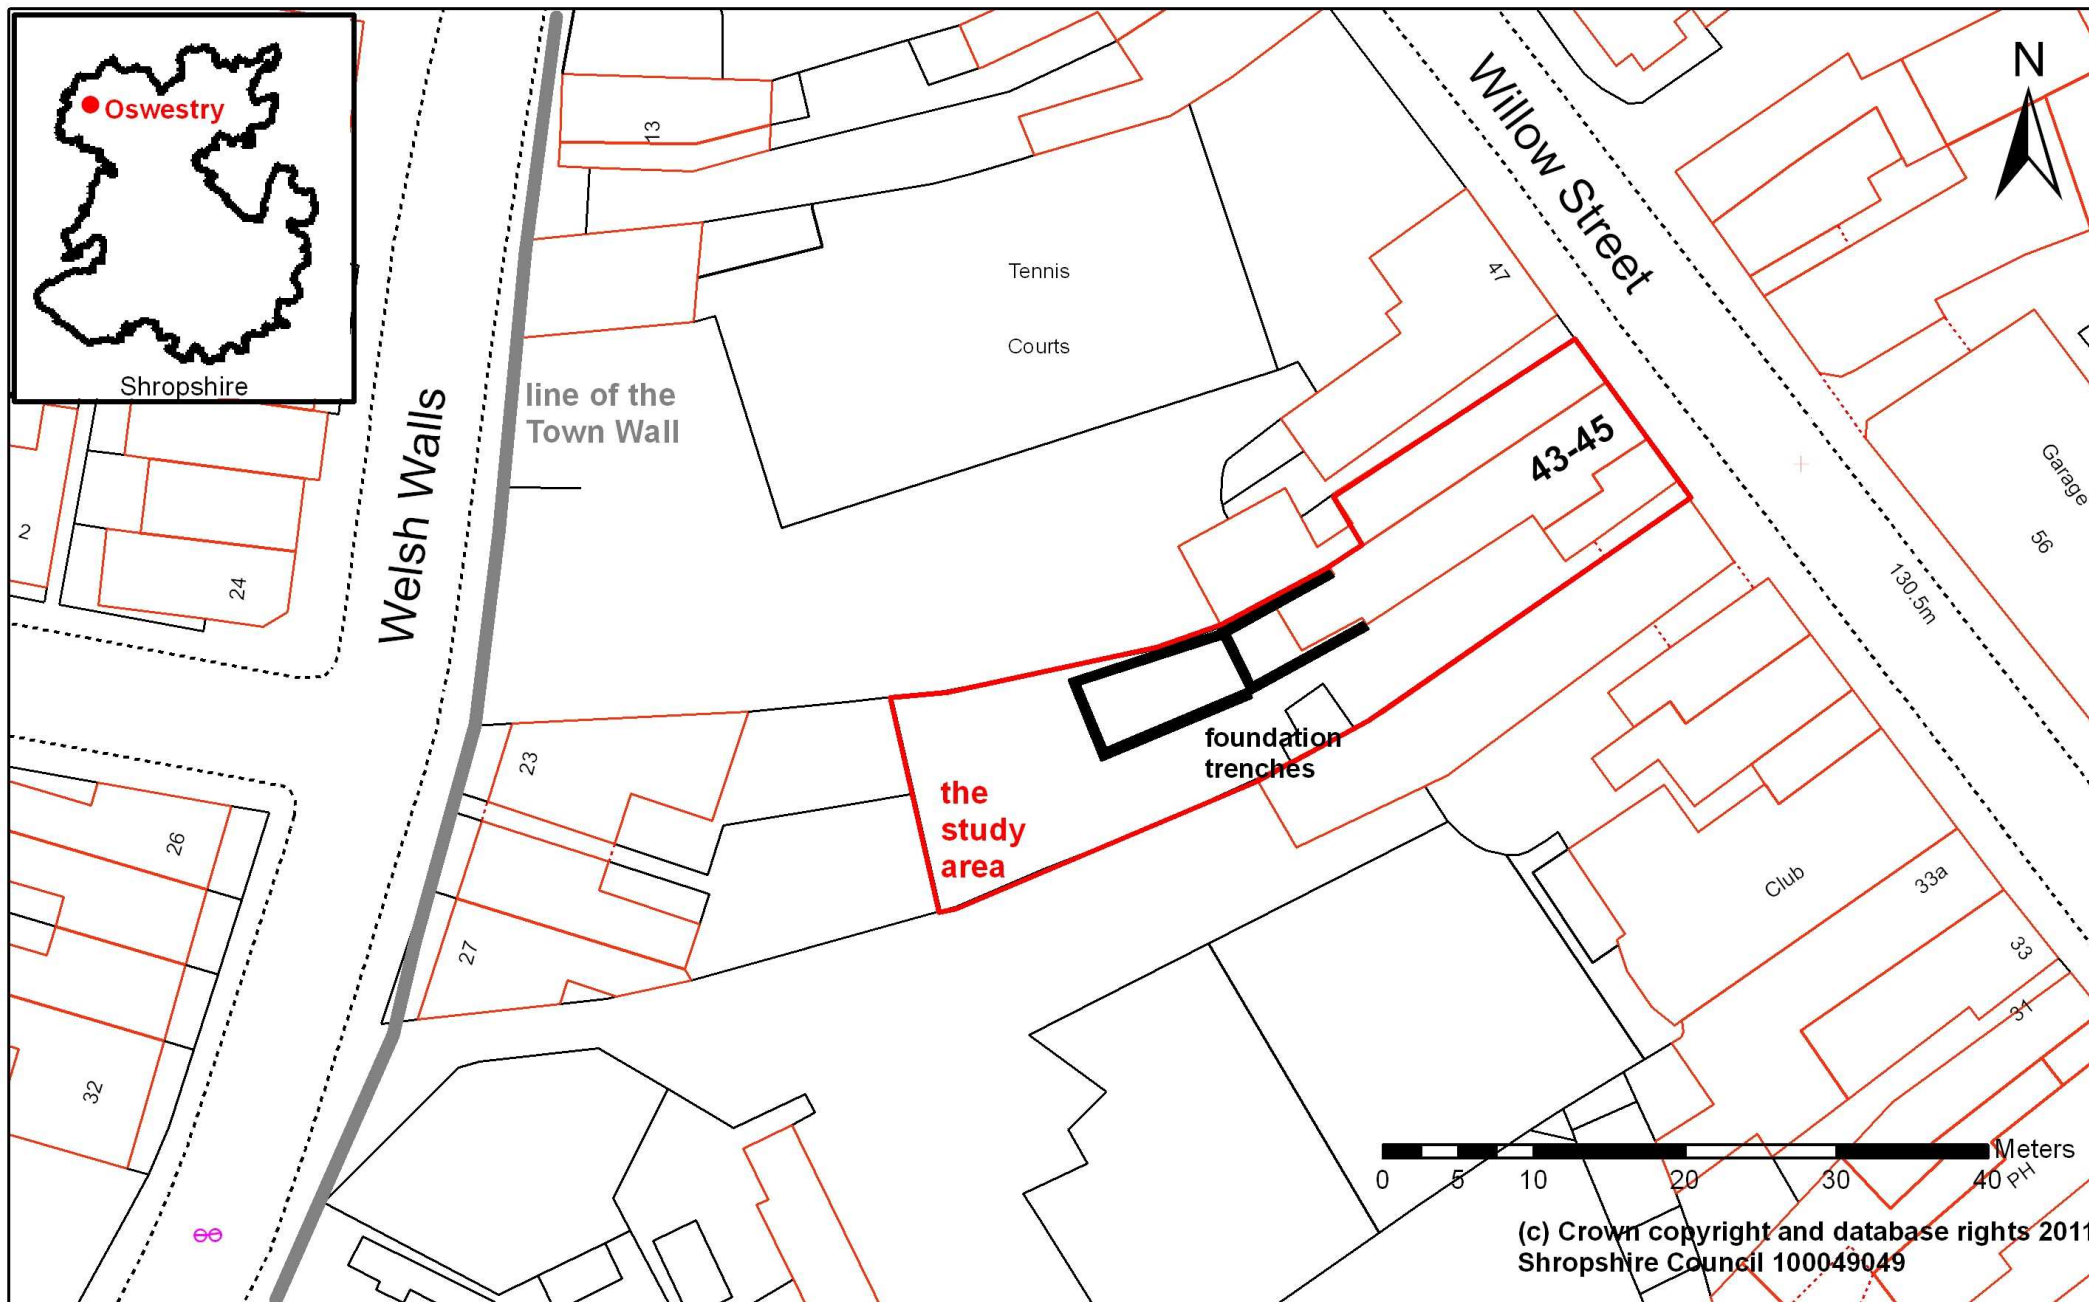 Oswestry
Shropshire
N
Willow Street
Welsh Walls
line of the
Town Wall
Tennis
Courts
13
47
43-45
Garage
56
130.5m
2
24
23
26
27
32
foundation
trenches
the
study
area
Club
33a
33
31
PH
Meters
0 5 10 20 30 40
(c) Crown copyright and database rights 2011
Shropshire Council 100049049